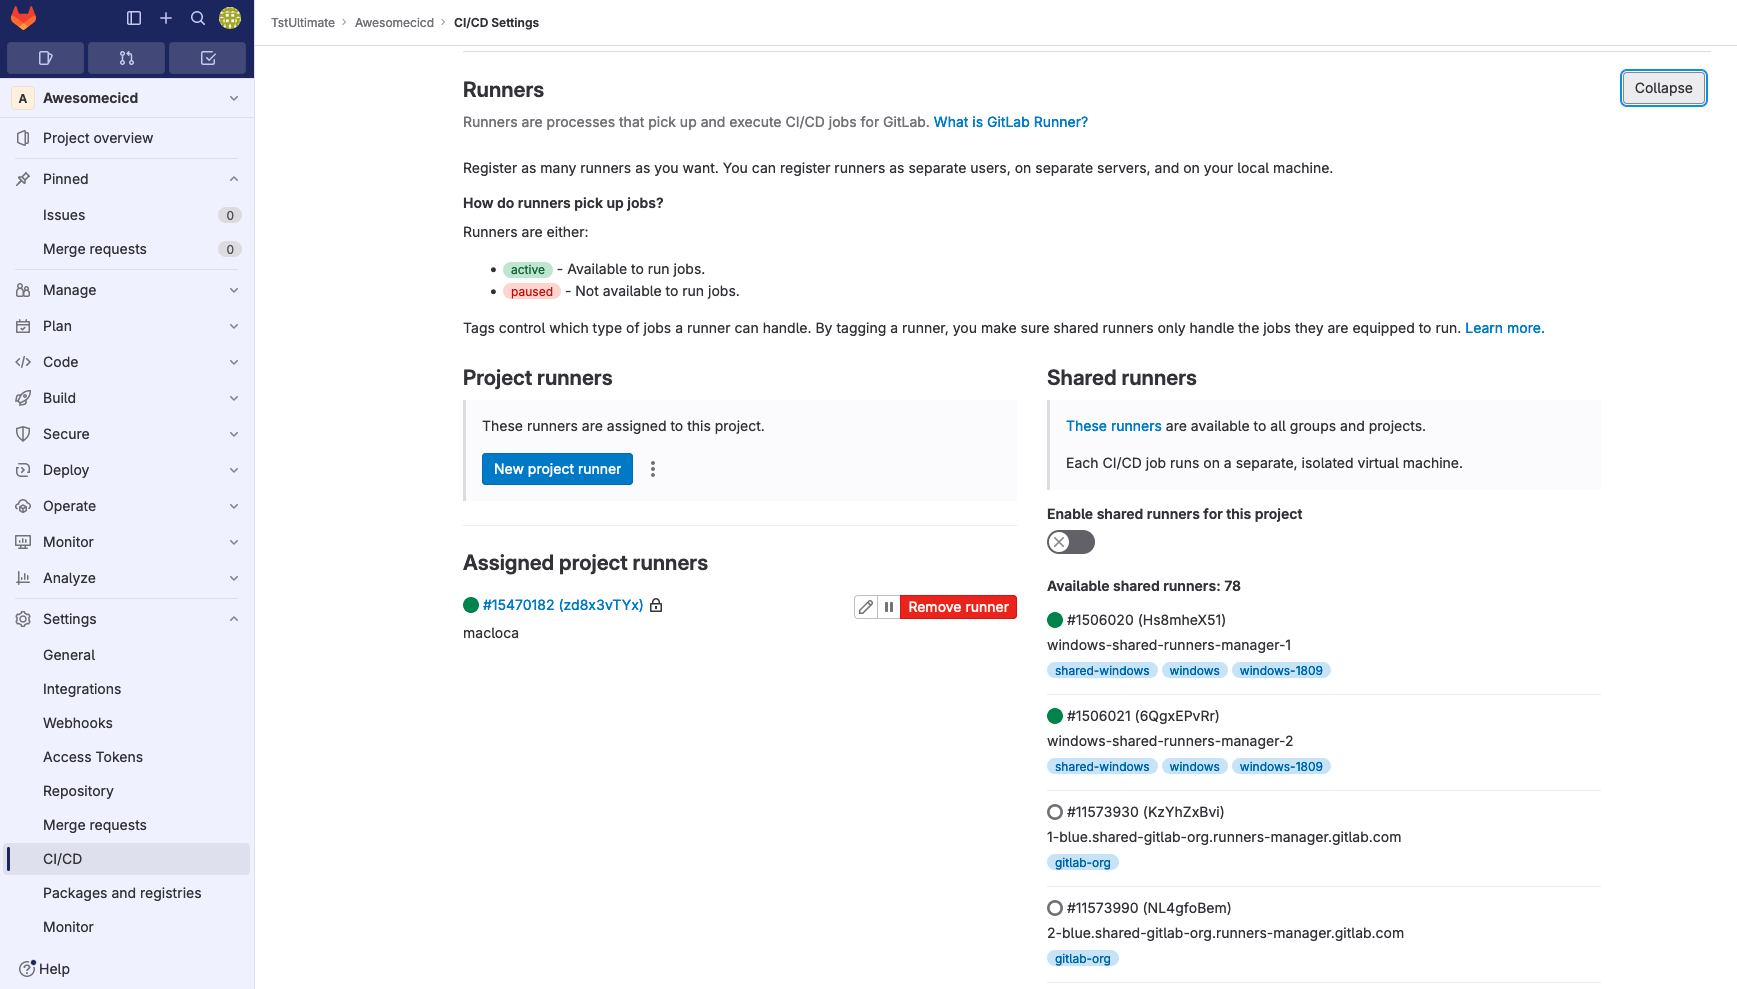 TstUltimate › Awesomecicd › CI/CD Settings
A Awesomecicd
Project overview
Pinned
Issues 0
Merge requests 0
Manage
Plan
Code
Build
Secure
Deploy
Operate
Monitor
Analyze
Settings
General
Integrations
Webhooks
Access Tokens
Repository
Merge requests
CI/CD
Packages and registries
Monitor
Help
Runners
Collapse
Runners are processes that pick up and execute CI/CD jobs for GitLab. What is GitLab Runner?
Register as many runners as you want. You can register runners as separate users, on separate servers, and on your local machine.
How do runners pick up jobs?
Runners are either:
• active - Available to run jobs.
• paused - Not available to run jobs.
Tags control which type of jobs a runner can handle. By tagging a runner, you make sure shared runners only handle the jobs they are equipped to run. Learn more.
Project runners
These runners are assigned to this project.
New project runner
Assigned project runners
#15470182 (zd8x3vTYx)
Remove runner
macloca
Shared runners
These runners are available to all groups and projects.
Each CI/CD job runs on a separate, isolated virtual machine.
Enable shared runners for this project
Available shared runners: 78
#1506020 (Hs8mheX51)
windows-shared-runners-manager-1
shared-windows windows windows-1809
#1506021 (6QgxEPvRr)
windows-shared-runners-manager-2
shared-windows windows windows-1809
#11573930 (KzYhZxBvi)
1-blue.shared-gitlab-org.runners-manager.gitlab.com
gitlab-org
#11573990 (NL4gfoBem)
2-blue.shared-gitlab-org.runners-manager.gitlab.com
gitlab-org